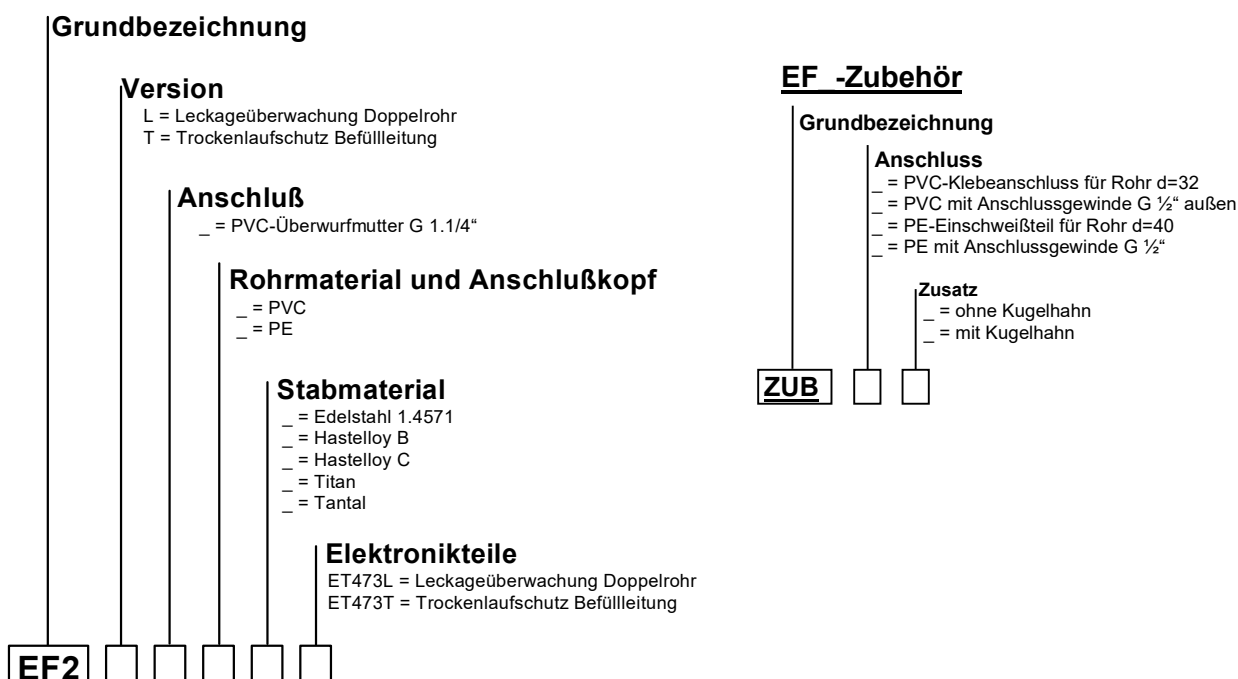 Grundbezeichnung
Version
L = Leckageüberwachung Doppelrohr
T = Trockenlaufschutz Befüllleitung
Anschluß
_ = PVC-Überwurfmutter G 1.1/4“
Rohrmaterial und Anschlußkopf
_ = PVC
_ = PE
Stabmaterial
_ = Edelstahl 1.4571
_ = Hastelloy B
_ = Hastelloy C
_ = Titan
_ = Tantal
Elektronikteile
ET473L = Leckageüberwachung Doppelrohr
ET473T = Trockenlaufschutz Befüllleitung
EF2
EF_-Zubehör
Grundbezeichnung
Anschluss
_ = PVC-Klebeanschluss für Rohr d=32
_ = PVC mit Anschlussgewinde G ½“ außen
_ = PE-Einschweißteil für Rohr d=40
_ = PE mit Anschlussgewinde G ½“
Zusatz
_ = ohne Kugelhahn
_ = mit Kugelhahn
ZUB